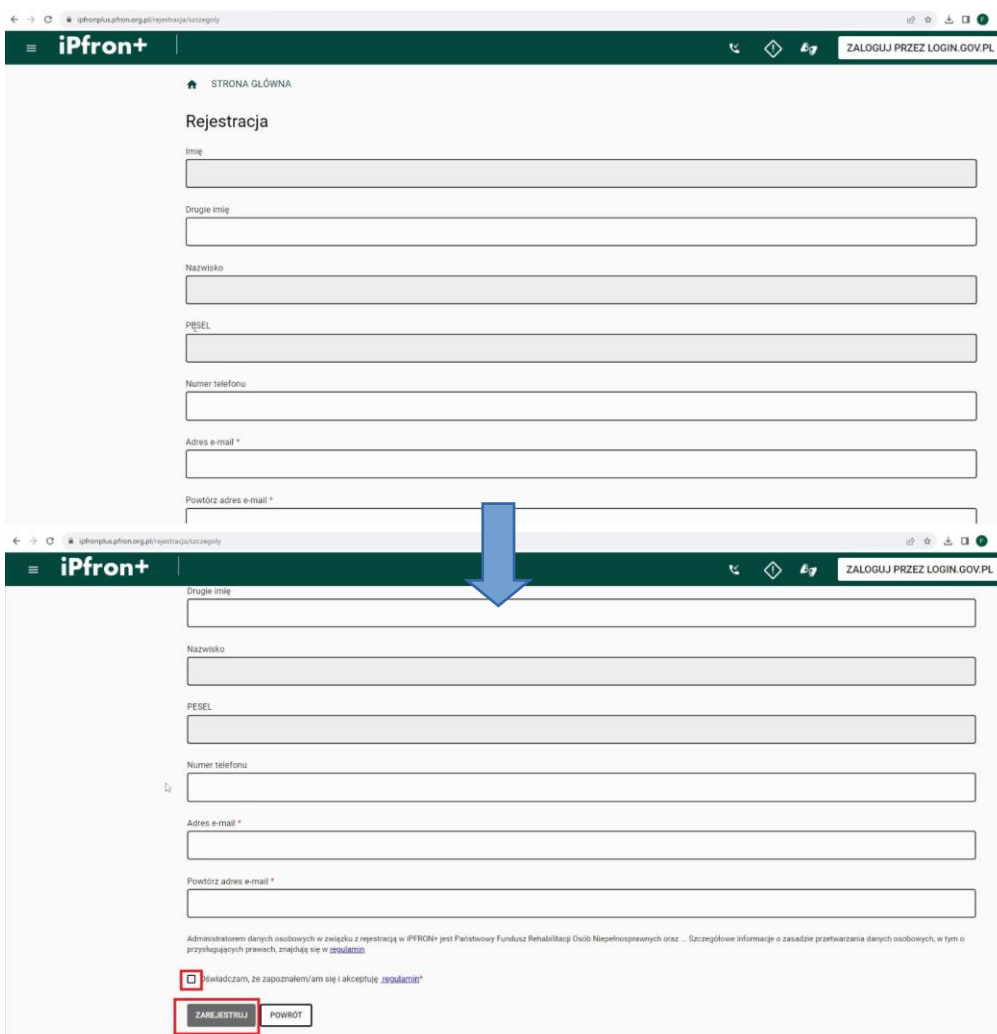 ipfronplus.pfron.org.pl/rejestracja/szczegoly
iPfron+
ZALOGUJ PRZEZ LOGIN.GOV.PL
STRONA GŁÓWNA
Rejestracja
Imię
Drugie imię
Nazwisko
PESEL
Numer telefonu
Adres e-mail *
Powtórz adres e-mail *
ipfronplus.pfron.org.pl/rejestracja/szczegoly
iPfron+
ZALOGUJ PRZEZ LOGIN.GOV.PL
Drugie imię
Nazwisko
PESEL
Numer telefonu
Adres e-mail *
Powtórz adres e-mail *
Administratorem danych osobowych w związku z rejestracją w iPFRON+ jest Państwowy Fundusz Rehabilitacji Osób Niepełnosprawnych oraz ... Szczegółowe informacje o zasadzie przetwarzania danych osobowych, w tym o
przysługujących prawach, znajdują się w regulamin
Oświadczam, że zapoznałem/am się i akceptuję regulamin*
ZAREJESTRUJ POWRÓT